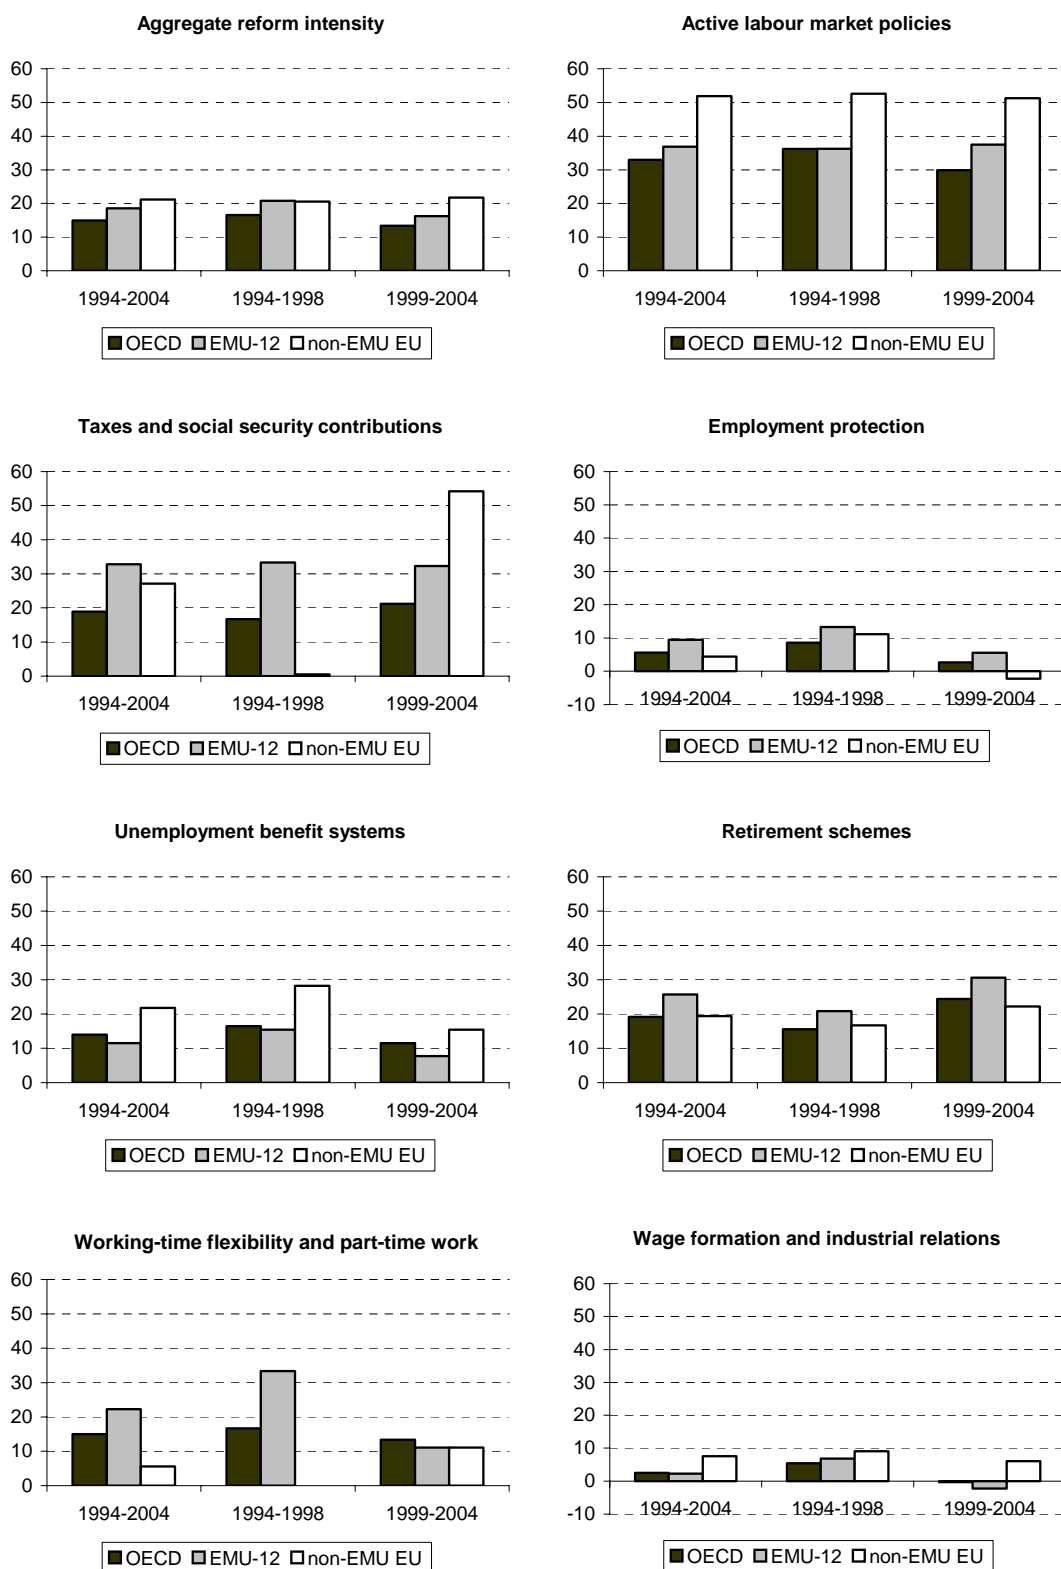 Aggregate reform intensity
60
50
40
30
20
10
0
1994-2004 1994-1998 1999-2004
OECD EMU-12 non-EMU EU
Active labour market policies
60
50
40
30
20
10
0
1994-2004 1994-1998 1999-2004
OECD EMU-12 non-EMU EU
Taxes and social security contributions
60
50
40
30
20
10
0
1994-2004 1994-1998 1999-2004
OECD EMU-12 non-EMU EU
Employment protection
60
50
40
30
20
10
0
-10
1994-2004 1994-1998 1999-2004
OECD EMU-12 non-EMU EU
Unemployment benefit systems
60
50
40
30
20
10
0
1994-2004 1994-1998 1999-2004
OECD EMU-12 non-EMU EU
Retirement schemes
60
50
40
30
20
10
0
1994-2004 1994-1998 1999-2004
OECD EMU-12 non-EMU EU
Working-time flexibility and part-time work
60
50
40
30
20
10
0
1994-2004 1994-1998 1999-2004
OECD EMU-12 non-EMU EU
Wage formation and industrial relations
60
50
40
30
20
10
0
-10
1994-2004 1994-1998 1999-2004
OECD EMU-12 non-EMU EU